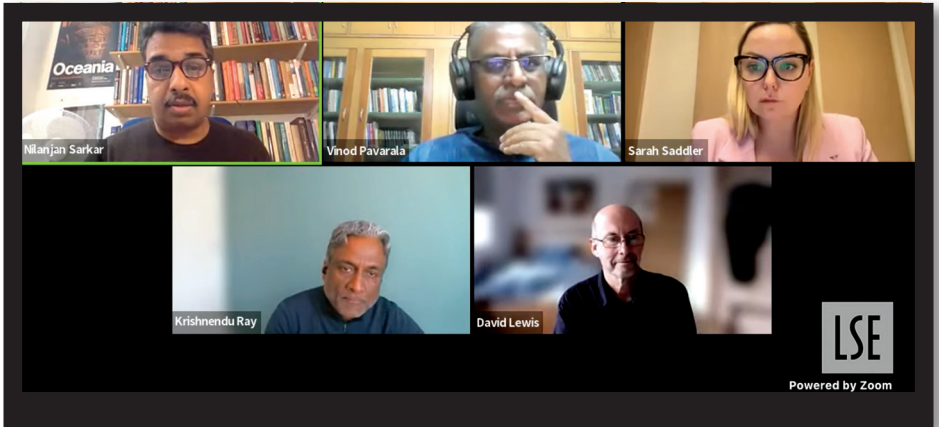 Oceania
Nilanjan Sarkar
Vinod Pavarala
Sarah Saddler
Krishnendu Ray
David Lewis
LSE
Powered by Zoom